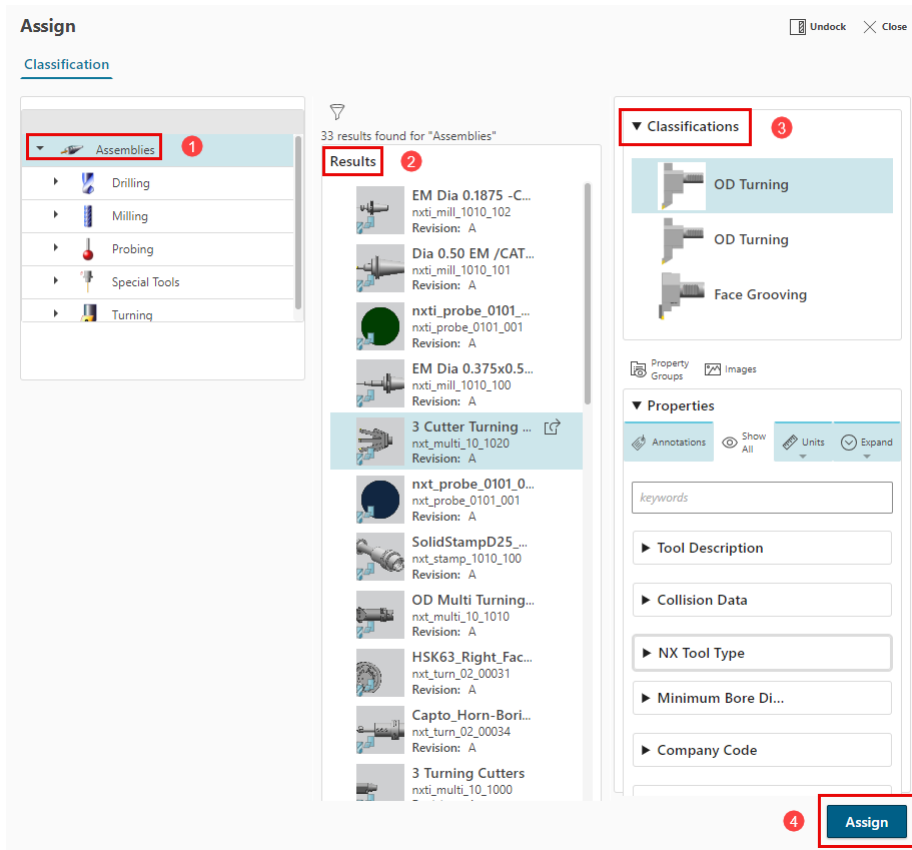 Assign
Undock
Close
Classification
Assemblies
1
Drilling
Milling
Probing
Special Tools
Turning
33 results found for "Assemblies"
Results
2
EM Dia 0.1875 -C...
nxti_mill_1010_102
Revision: A
Dia 0.50 EM /CAT...
nxti_mill_1010_101
Revision: A
nxti_probe_0101_...
nxti_probe_0101_001
Revision: A
EM Dia 0.375x0.5...
nxti_mill_1010_100
Revision: A
3 Cutter Turning ...
nxt_multi_10_1020
Revision: A
nxt_probe_0101_0...
nxt_probe_0101_001
Revision: A
SolidStampD25_...
nxt_stamp_1010_100
Revision: A
OD Multi Turning...
nxt_multi_10_1010
Revision: A
HSK63_Right_Fac...
nxt_turn_02_00031
Revision: A
Capto_Horn-Bori...
nxt_turn_02_00034
Revision: A
3 Turning Cutters
nxti_multi_10_1000
Classifications
3
OD Turning
OD Turning
Face Grooving
Property
Groups
Images
Properties
Annotations
Show
All
Units
Expand
keywords
Tool Description
Collision Data
NX Tool Type
Minimum Bore Di...
Company Code
4
Assign